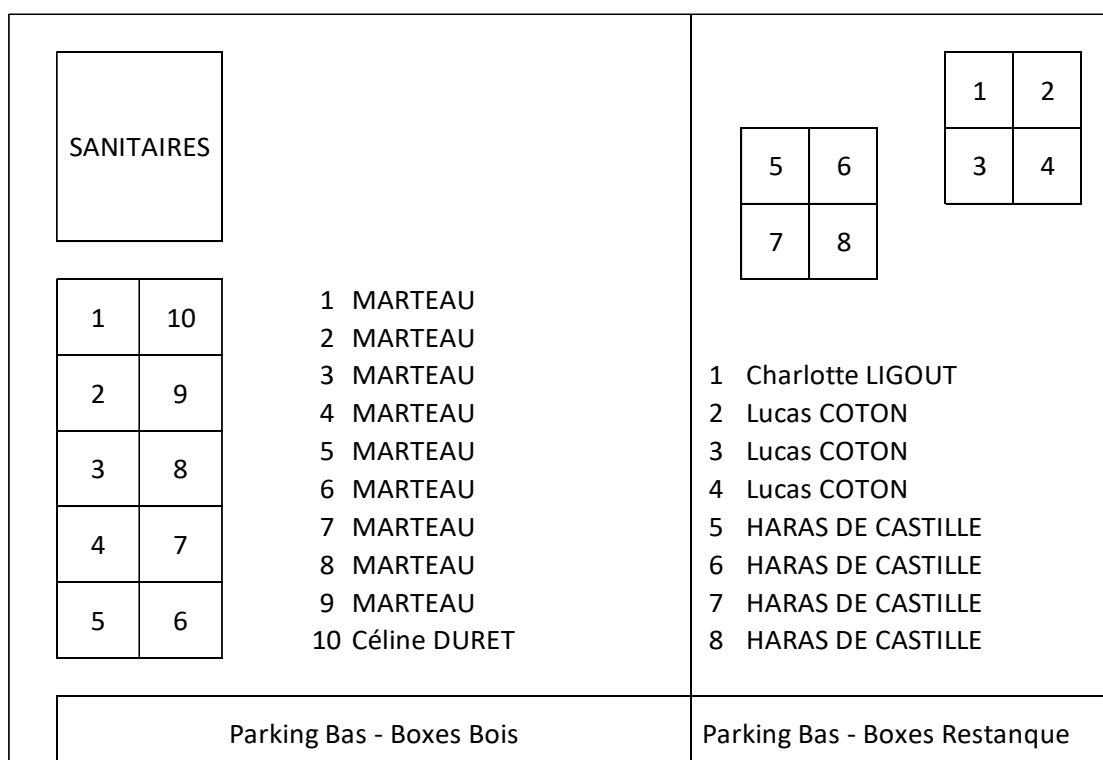 SANITAIRES
1 10
2 9
3 8
4 7
5 6
1 MARTEAU
2 MARTEAU
3 MARTEAU
4 MARTEAU
5 MARTEAU
6 MARTEAU
7 MARTEAU
8 MARTEAU
9 MARTEAU
10 Céline DURET
Parking Bas - Boxes Bois
1 2
3 4
5 6
7 8
1 Charlotte LIGOUT
2 Lucas COTON
3 Lucas COTON
4 Lucas COTON
5 HARAS DE CASTILLE
6 HARAS DE CASTILLE
7 HARAS DE CASTILLE
8 HARAS DE CASTILLE
Parking Bas - Boxes Restanque